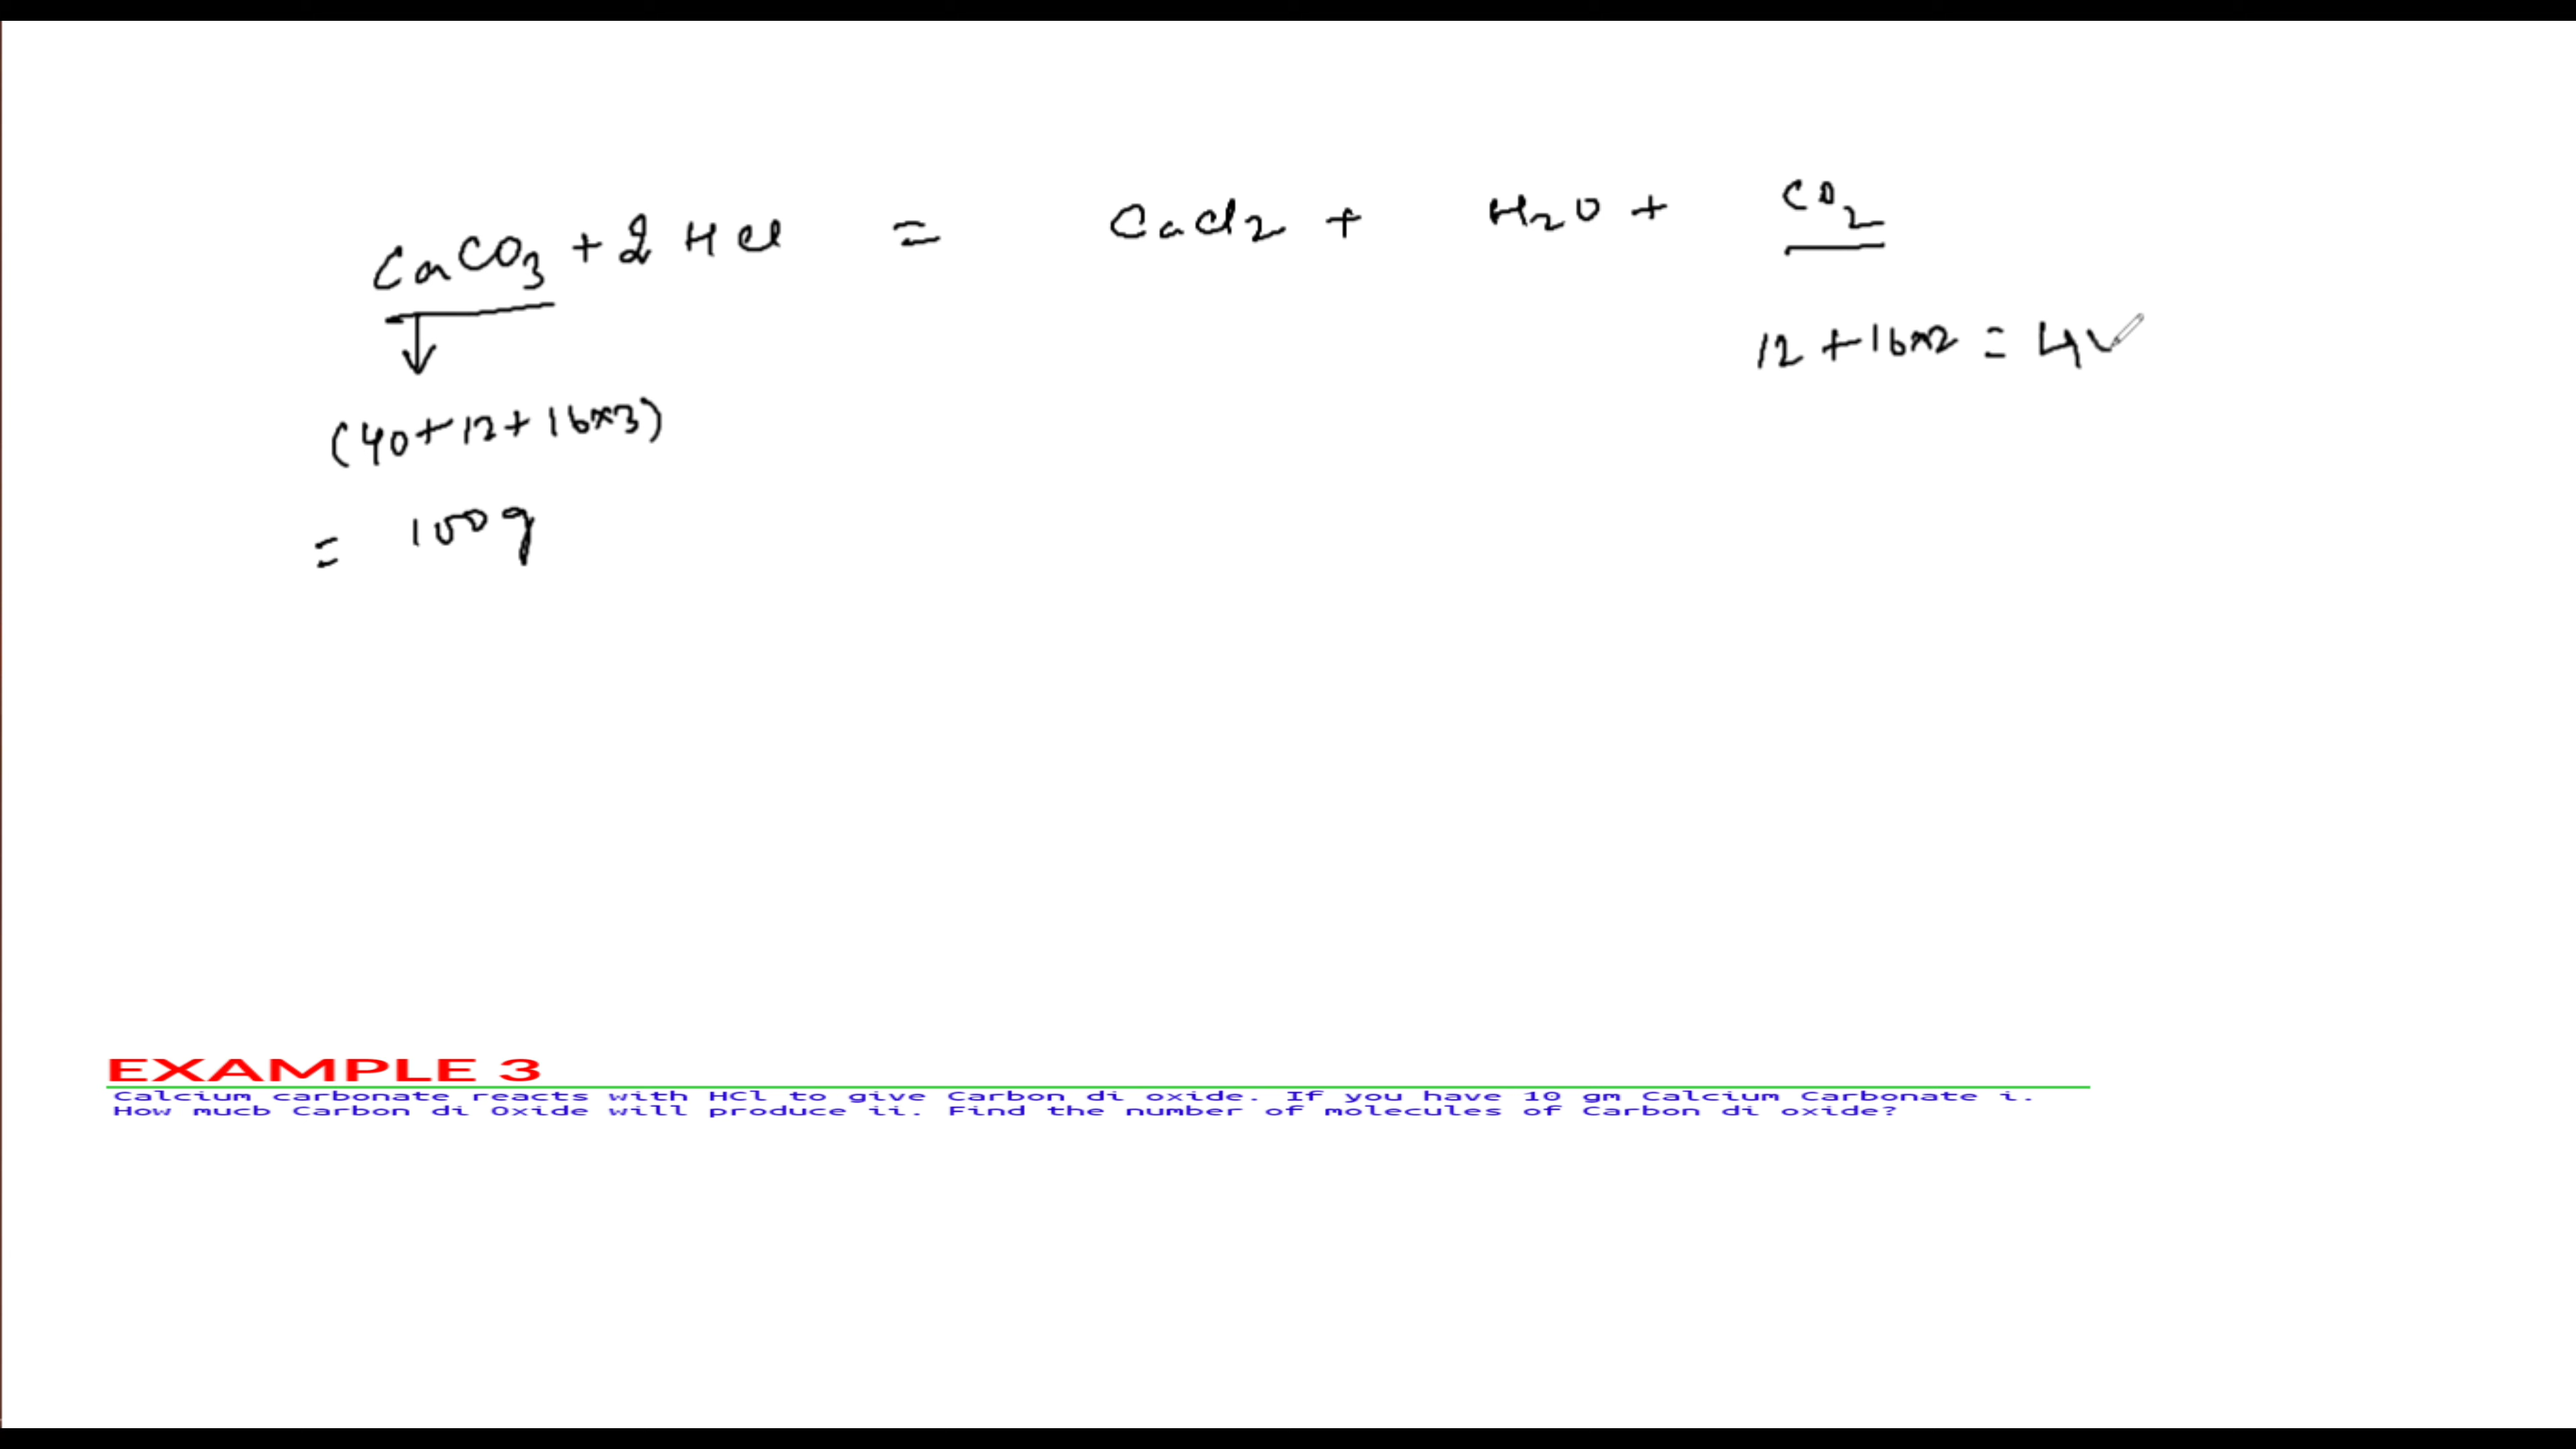 CaCO3 + 2 HCl = CaCl2 + H2O + CO2
12 + 16×2 = 4
(40+12+16×3)
= 100g
EXAMPLE 3
Calcium carbonate reacts with HCl to give Carbon di oxide. If you have 10 gm Calcium Carbonate i.
How mucb Carbon di Oxide will produce ii. Find the number of molecules of Carbon di oxide?